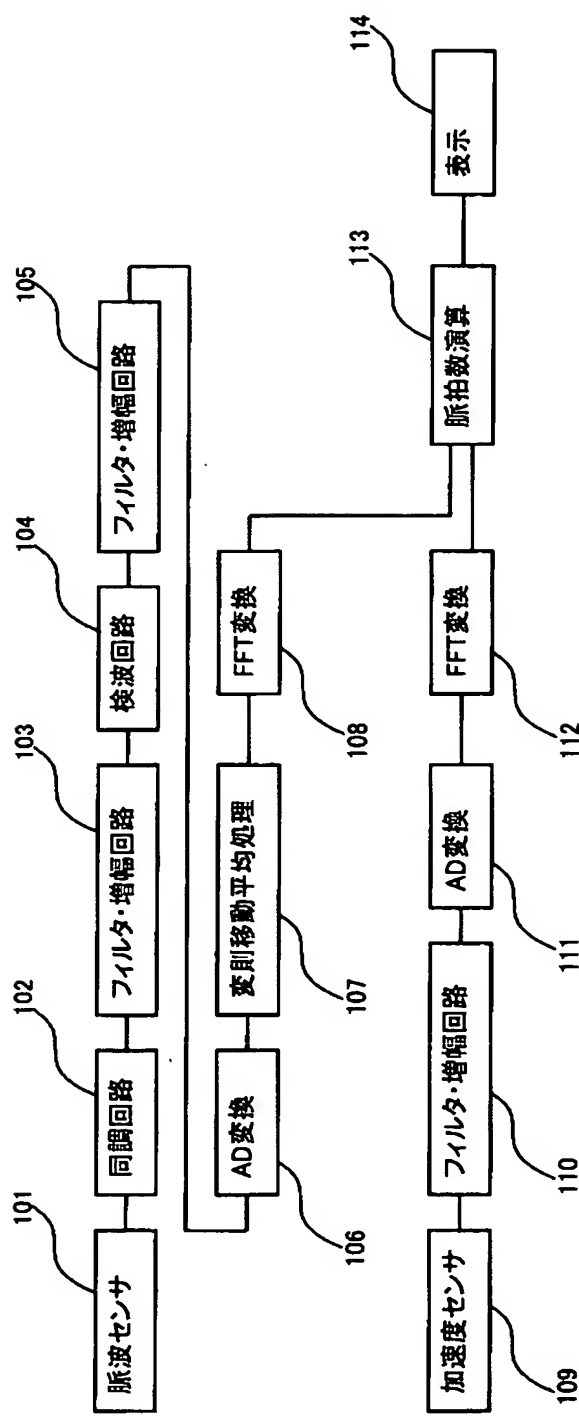 101
脈波センサ
102
同調回路
103
フィルタ・増幅回路
104
検波回路
105
フィルタ・増幅回路
AD変換
106
変則移動平均処理
107
FFT変換
108
加速度センサ
109
フィルタ・増幅回路
110
AD変換
111
FFT変換
112
113
脈拍数演算
114
表示